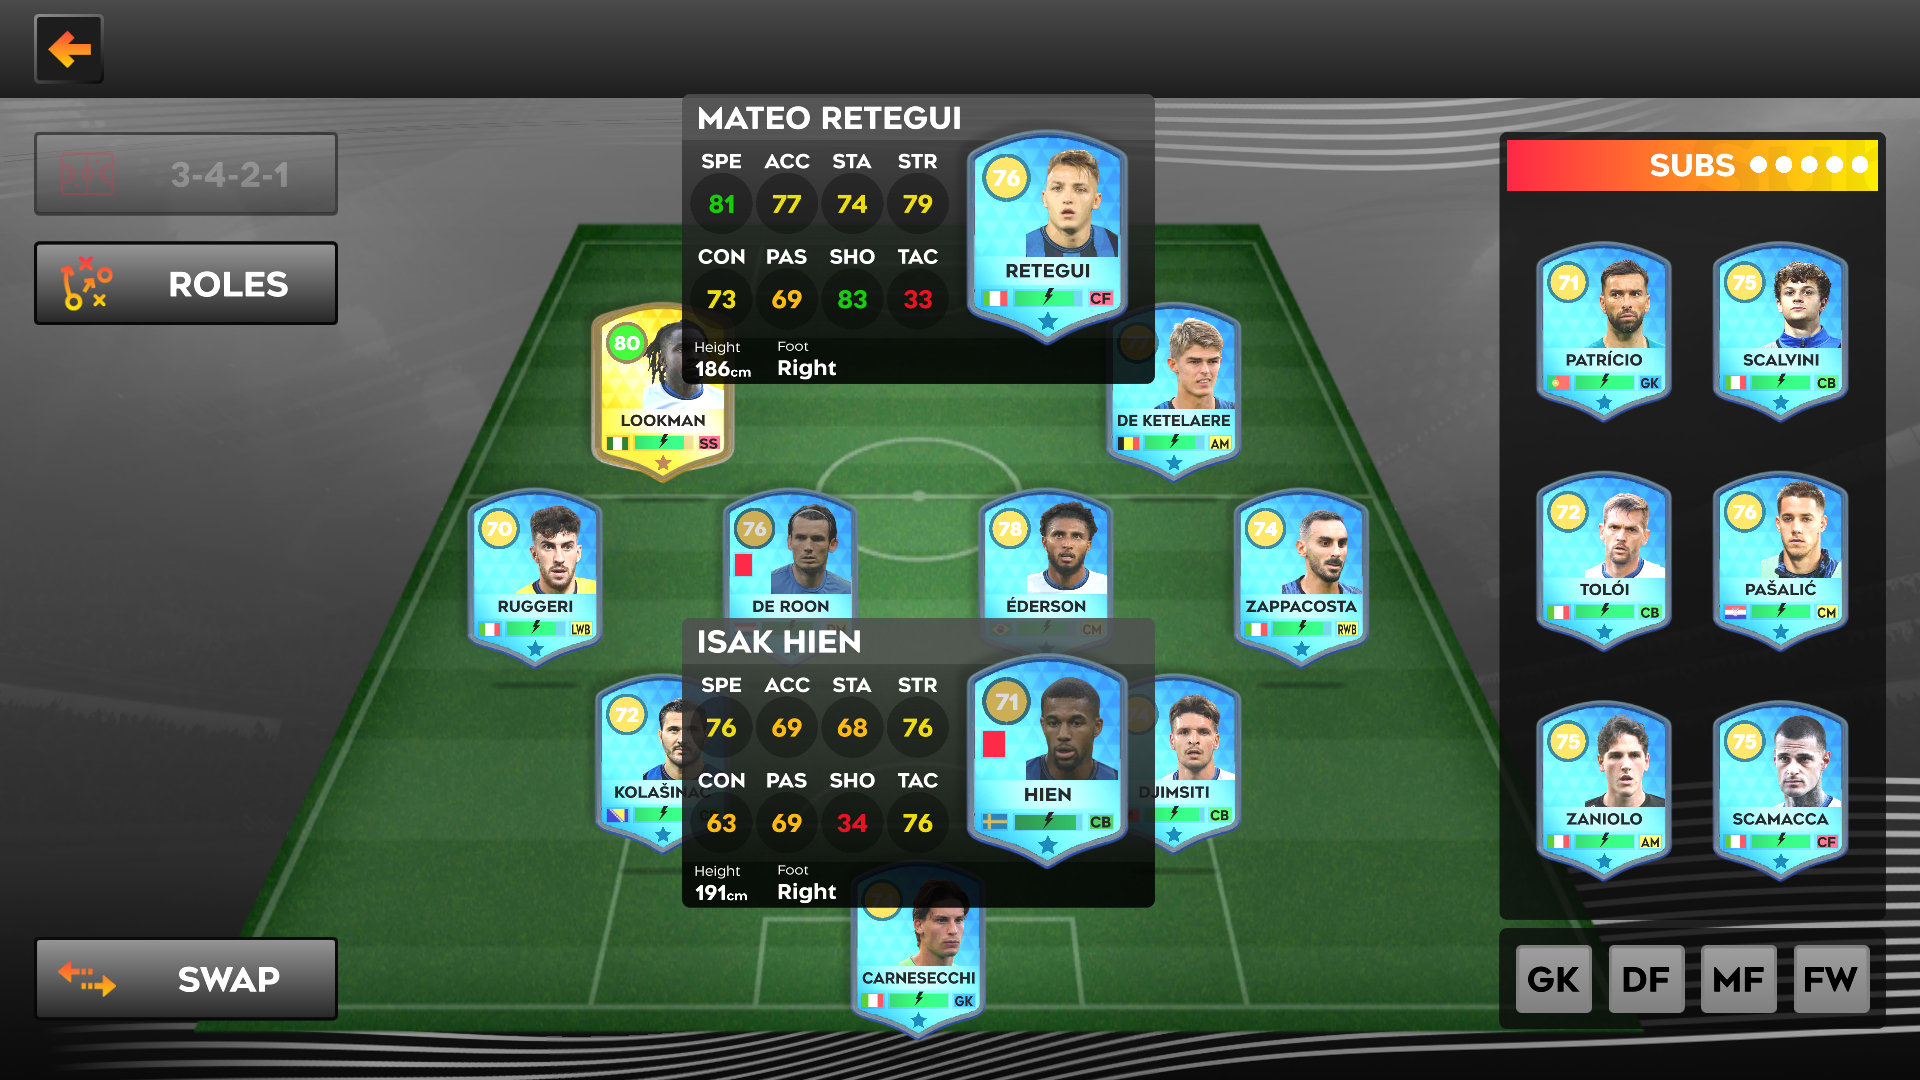 3-4-2-1
ROLES
MATEO RETEGUI
SPE ACC STA STR
81 77 74 79
CON PAS SHO TAC
73 69 83 33
Height Foot
186cm Right
76
RETEGUI
CF
80
LOOKMAN
SS
77
DE KETELAERE
AM
70
RUGGERI
LWB
76
DE ROON
DM
78
ÉDERSON
CM
74
ZAPPACOSTA
RWB
ISAK HIEN
SPE ACC STA STR
76 69 68 76
CON PAS SHO TAC
63 69 34 76
Height Foot
191cm Right
71
HIEN
CB
72
KOLAŠINAC
74
DJIMSITI
CB
CARNESECCHI
GK
SUBS
71
PATRÍCIO
GK
75
SCALVINI
CB
72
TOLÓI
CB
76
PAŠALIĆ
CM
75
ZANIOLO
AM
75
SCAMACCA
CF
SWAP
GK DF MF FW